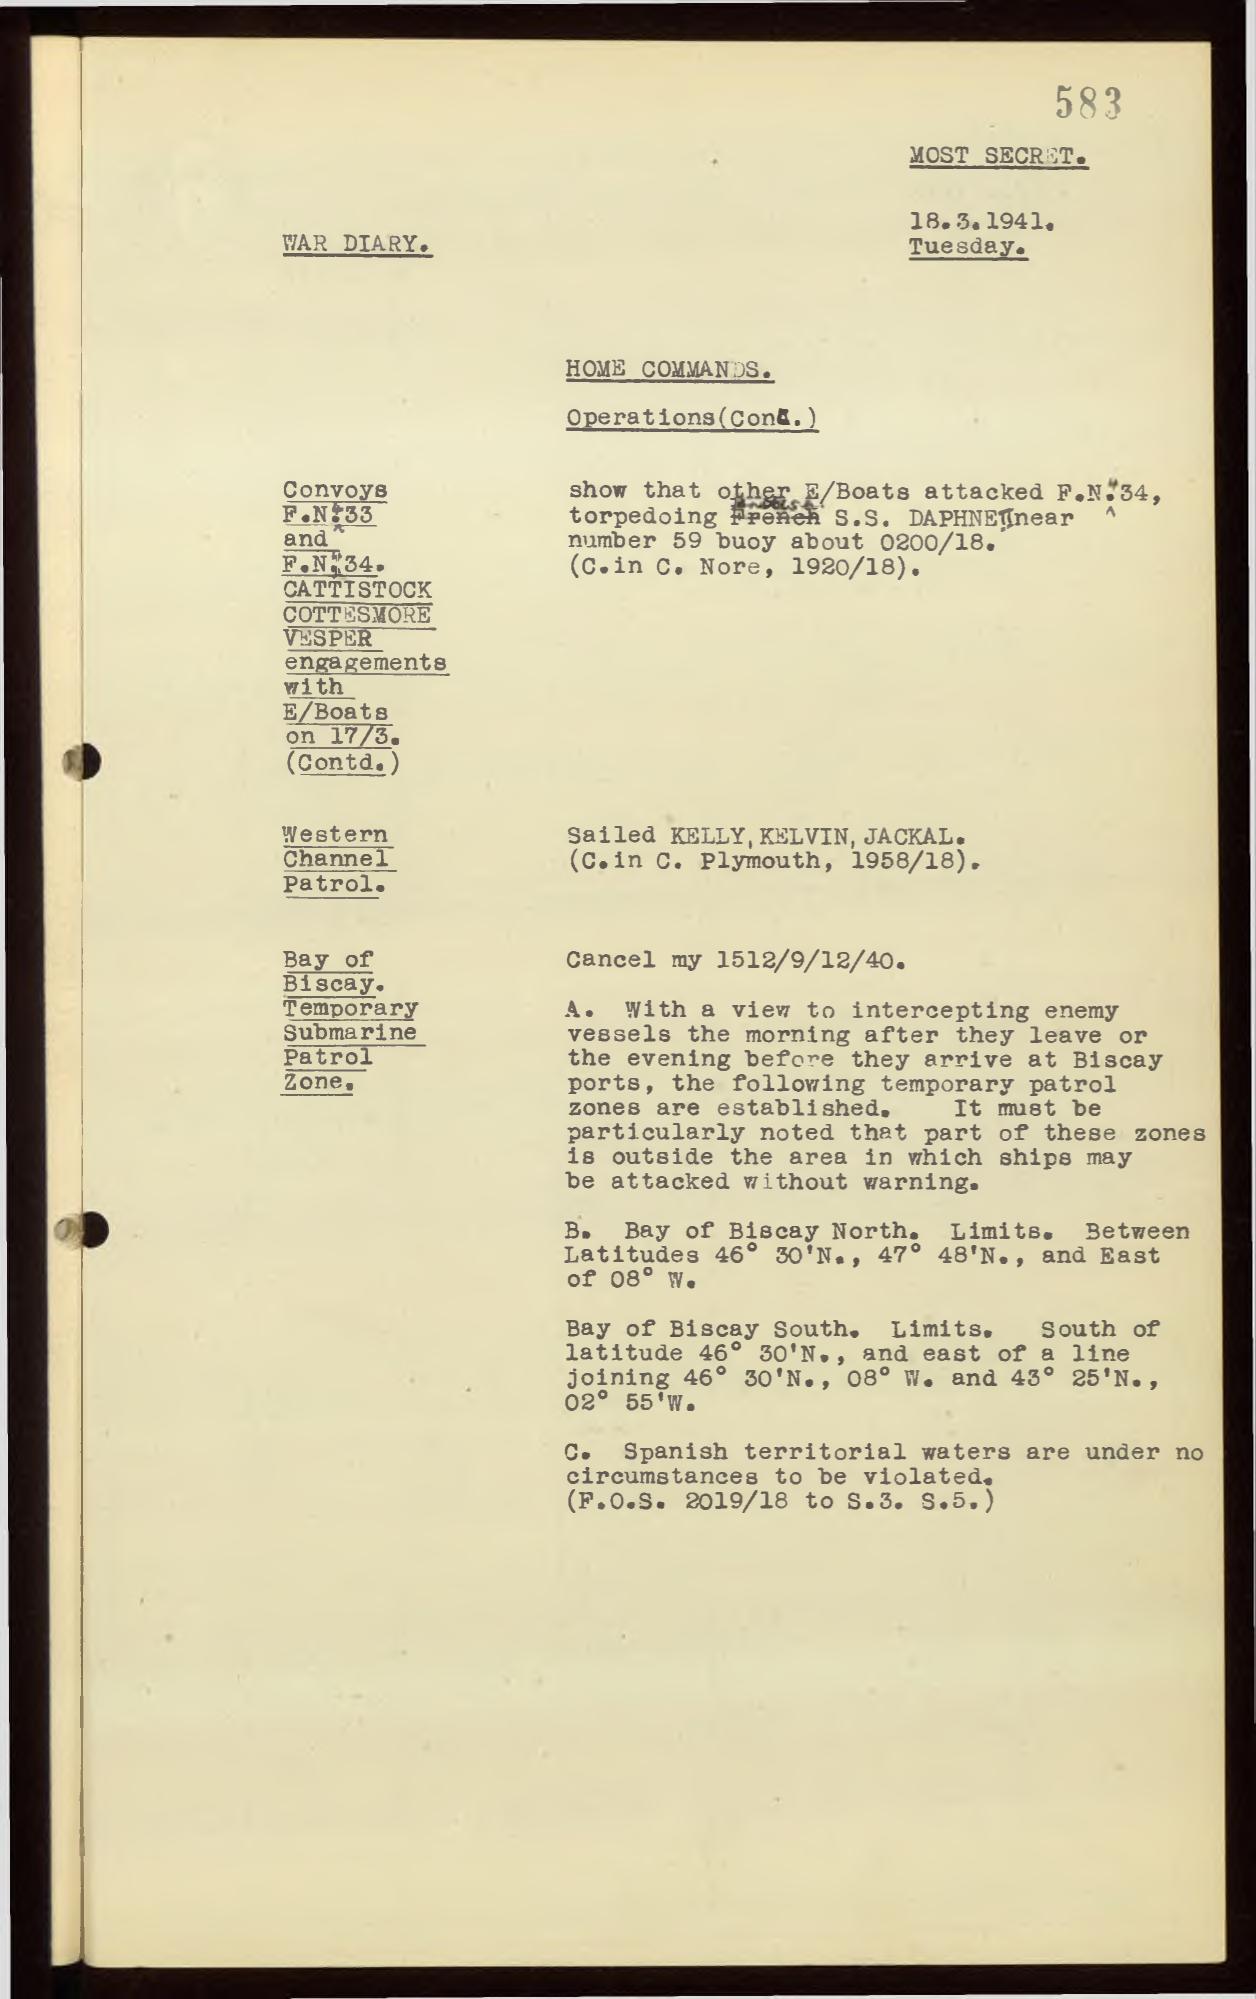 583
MOST SECRET.
18.3.1941.
Tuesday.
WAR DIARY.
HOME COMMANDS.
Operations(Contd.)
Convoys
F.N.33
and
F.N.34.
CATTISTOCK
COTTESMORE
VESPER
engagements
with
E/Boats
on 17/3.
(Contd.)
show that other E/Boats attacked F.N.34,
torpedoing French S.S. DAPHNE II near
number 59 buoy about 0200/18.
(C.in C. Nore, 1920/18).
Western
Channel
Patrol.
Sailed KELLY, KELVIN, JACKAL.
(C.in C. Plymouth, 1958/18).
Bay of
Biscay.
Temporary
Submarine
Patrol
Zone.
Cancel my 1512/9/12/40.
A. With a view to intercepting enemy
vessels the morning after they leave or
the evening before they arrive at Biscay
ports, the following temporary patrol
zones are established. It must be
particularly noted that part of these zones
is outside the area in which ships may
be attacked without warning.
B. Bay of Biscay North. Limits. Between
Latitudes 46° 30'N., 47° 48'N., and East
of 08° W.
Bay of Biscay South. Limits. South of
latitude 46° 30'N., and east of a line
joining 46° 30'N., 08° W. and 43° 25'N.,
02° 55'W.
C. Spanish territorial waters are under no
circumstances to be violated.
(F.O.S. 2019/18 to S.3. S.5.)